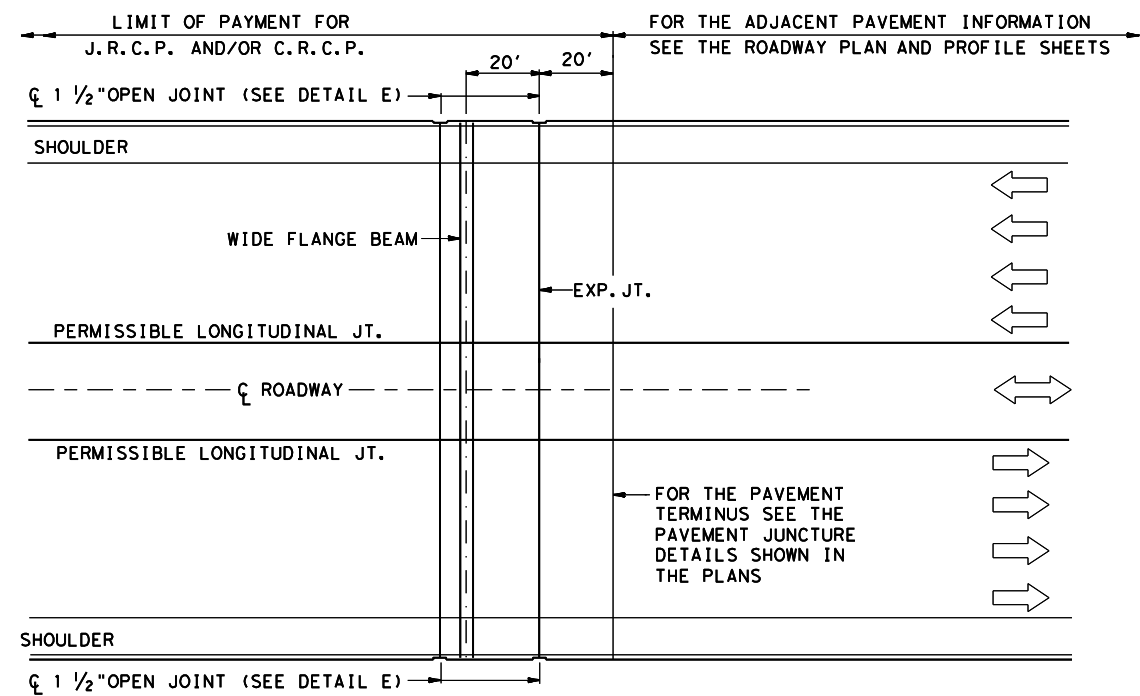 LIMIT OF PAYMENT FOR
J.R.C.P. AND/OR C.R.C.P.
FOR THE ADJACENT PAVEMENT INFORMATION
SEE THE ROADWAY PLAN AND PROFILE SHEETS
20' 20'
℄ 1 ½"OPEN JOINT (SEE DETAIL E)
SHOULDER
WIDE FLANGE BEAM
EXP.JT.
PERMISSIBLE LONGITUDINAL JT.
℄ ROADWAY
PERMISSIBLE LONGITUDINAL JT.
FOR THE PAVEMENT
TERMINUS SEE THE
PAVEMENT JUNCTURE
DETAILS SHOWN IN
THE PLANS
SHOULDER
℄ 1 ½"OPEN JOINT (SEE DETAIL E)